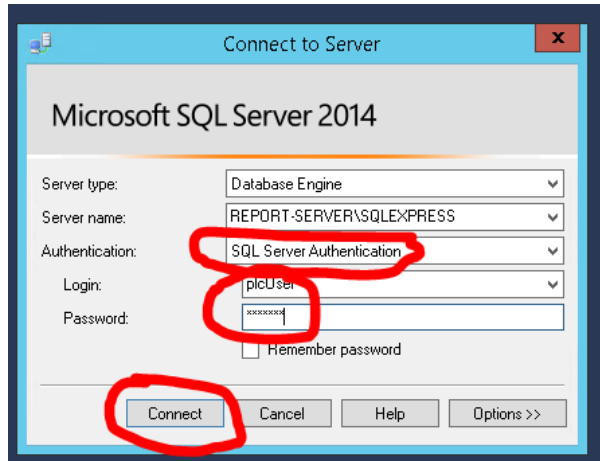 Connect to Server
x
Microsoft SQL Server 2014
Server type: Database Engine
Server name: REPORT-SERVER\SQLEXPRESS
Authentication: SQL Server Authentication
Login: plcUser
Password: *******
Remember password
Connect Cancel Help Options >>